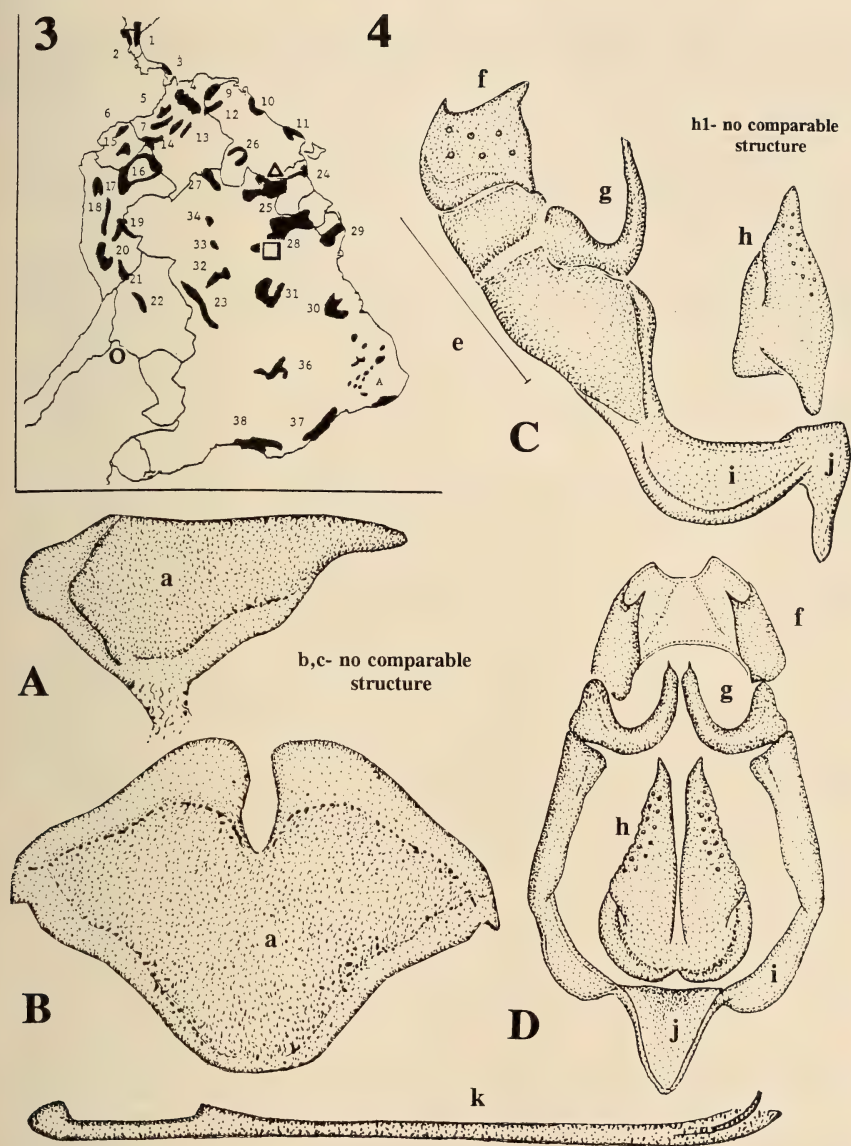 3
1
2
3
4
5
6
7
9
10
12
13
11
14
15
16
26
24
17
27
25
18
34
19
33
28
29
20
32
21
22
23
31
30
O
36
A
38
37
4
f
h1- no comparable
structure
g
h
e
C
i
j
a
A
b,c- no comparable
structure
B
a
f
g
h
i
j
D
k